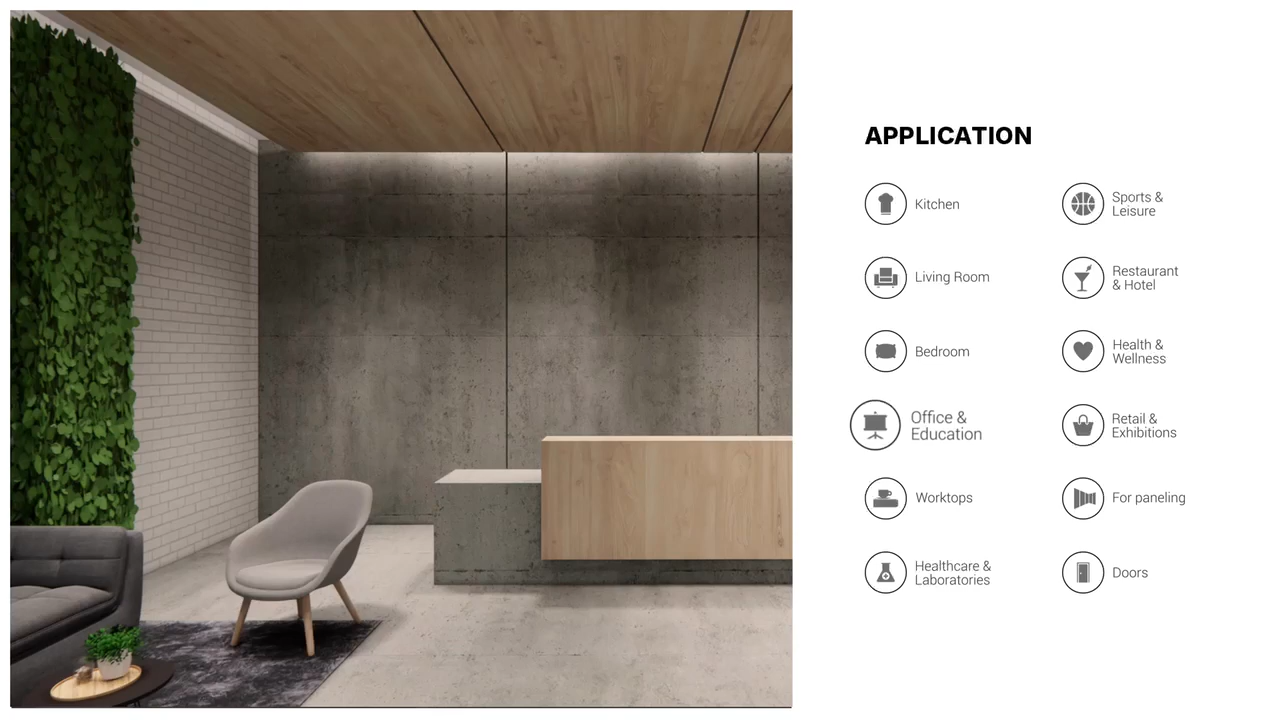 APPLICATION
Kitchen
Living Room
Bedroom
Office &
Education
Worktops
Healthcare &
Laboratories
Sports &
Leisure
Restaurant
& Hotel
Health &
Wellness
Retail &
Exhibitions
For paneling
Doors